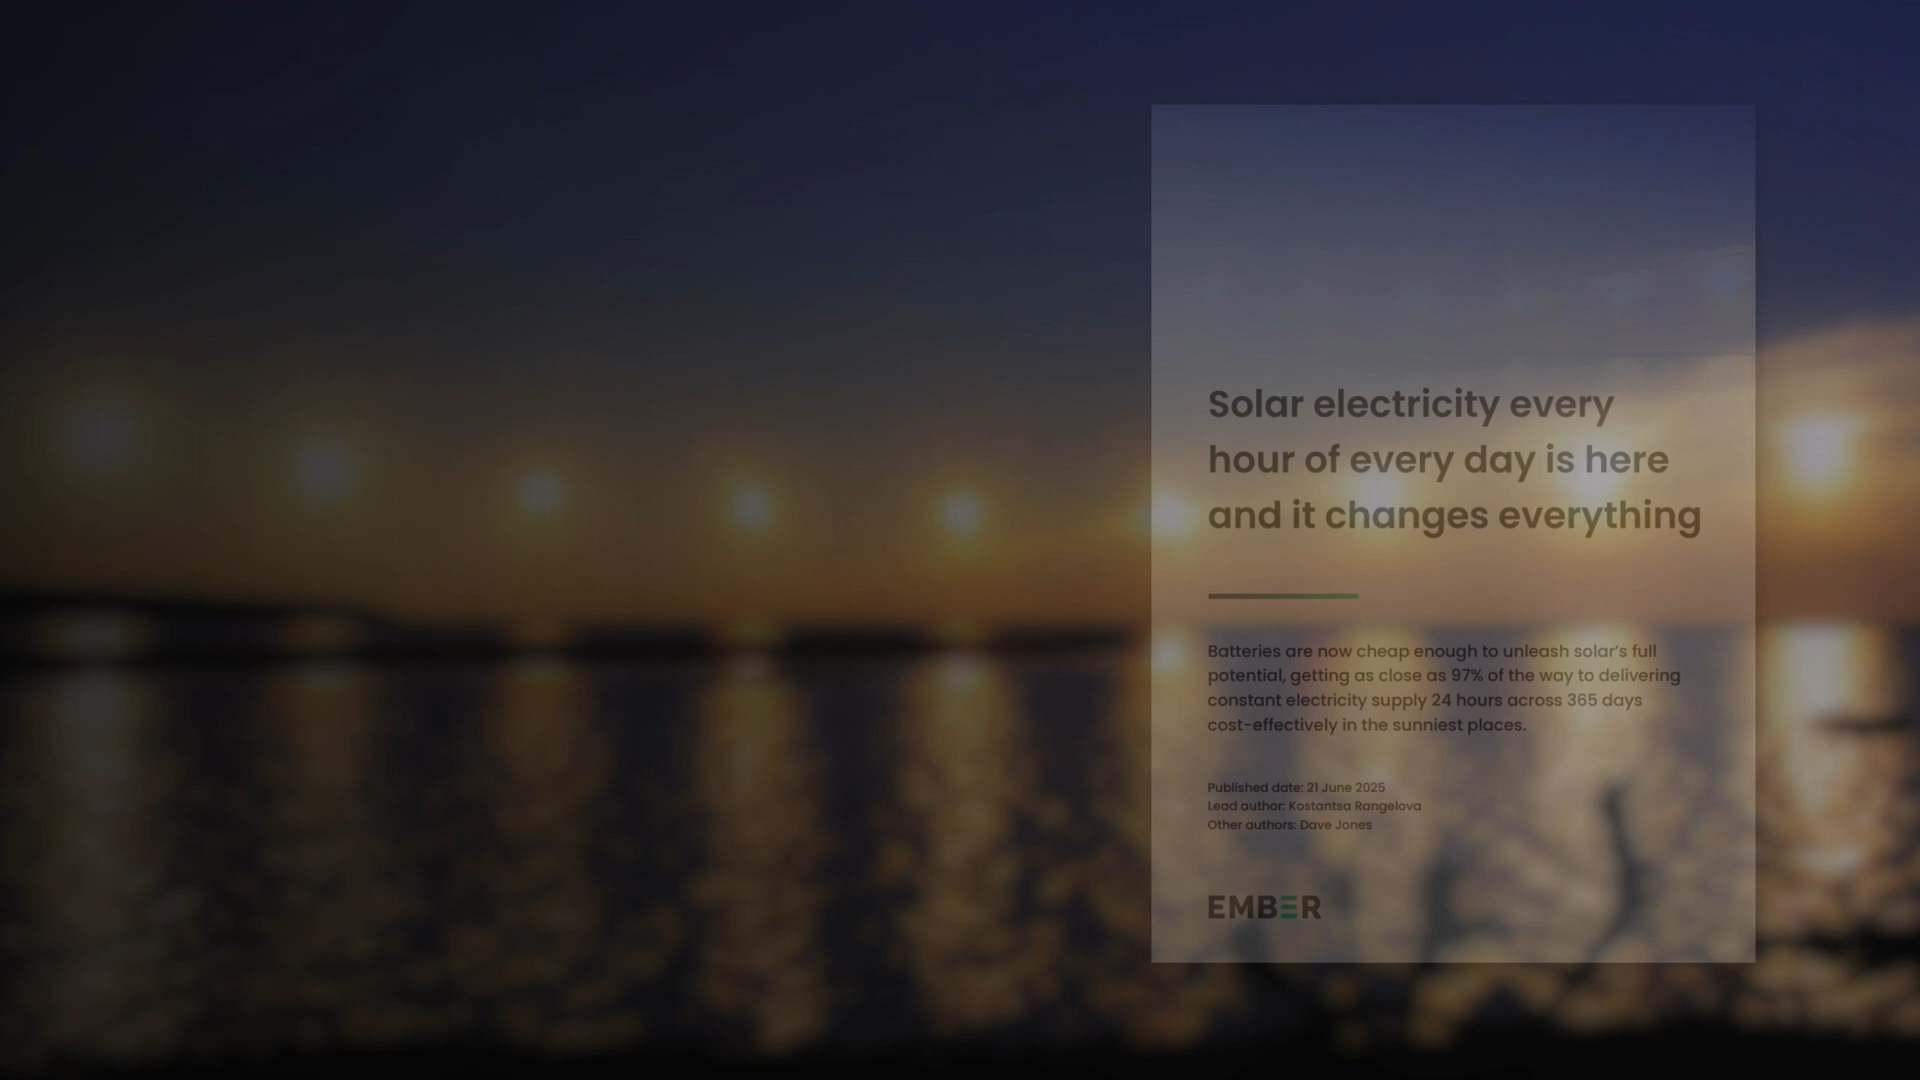 Solar electricity every
hour of every day is here
and it changes everything
Batteries are now cheap enough to unleash solar’s full
potential, getting as close as 97% of the way to delivering
constant electricity supply 24 hours across 365 days
cost-effectively in the sunniest places.
Published date: 21 June 2025
Lead author: Kostantsa Rangelova
Other authors: Dave Jones
EMBER